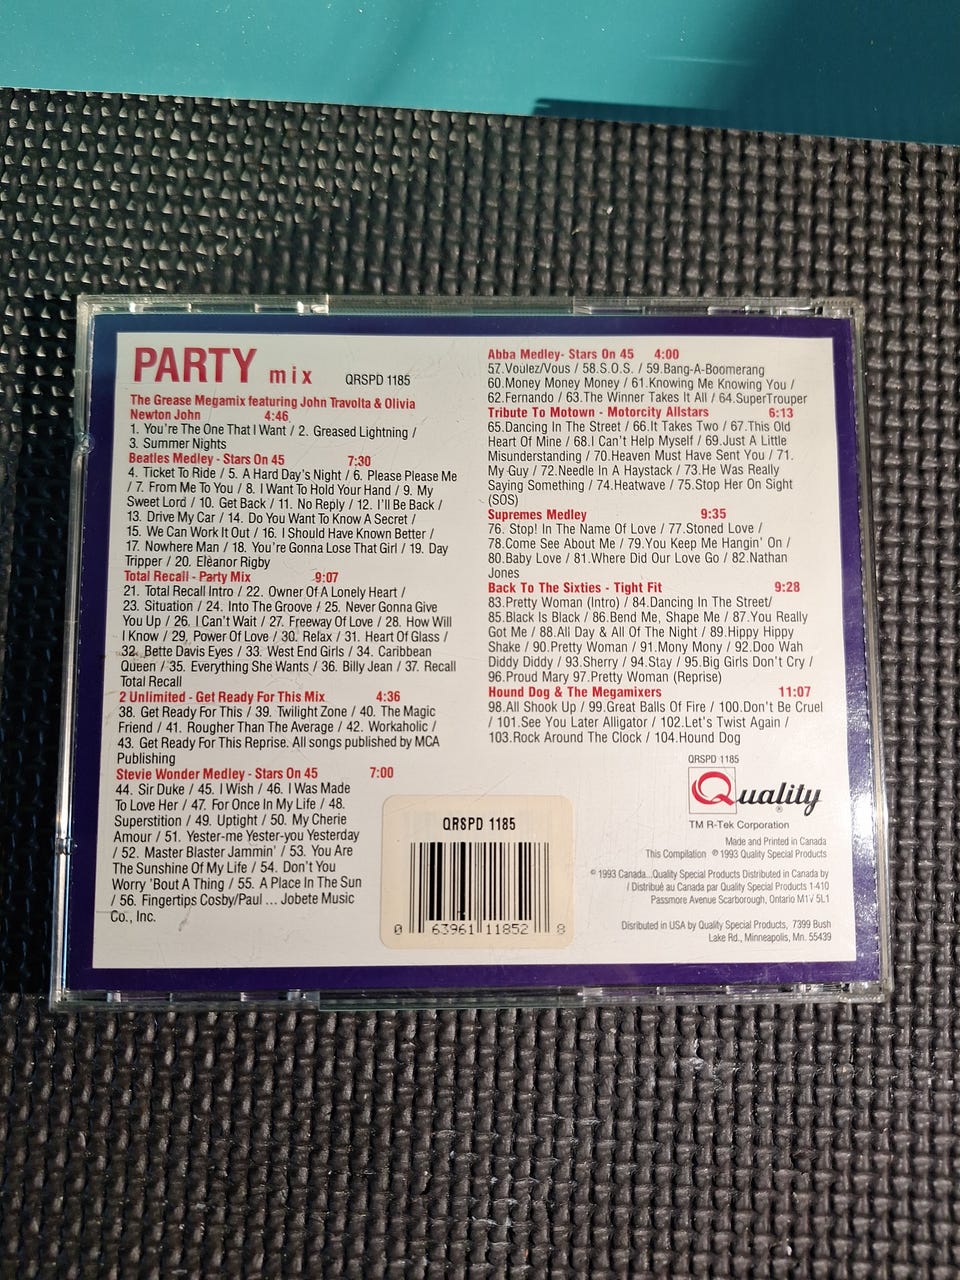 PARTY mix QRSPD 1185
The Grease Megamix featuring John Travolta & Olivia
Newton John 4:46
1. You're The One That I Want / 2. Greased Lightning /
3. Summer Nights
Beatles Medley - Stars On 45 7:30
4. Ticket To Ride / 5. A Hard Day's Night / 6. Please Please Me
/ 7. From Me To You / 8. I Want To Hold Your Hand / 9. My
Sweet Lord / 10. Get Back / 11. No Reply / 12. I'll Be Back /
13. Drive My Car / 14. Do You Want To Know A Secret /
15. We Can Work It Out / 16. I Should Have Known Better /
17. Nowhere Man / 18. You're Gonna Lose That Girl / 19. Day
Tripper / 20. Eleanor Rigby
Total Recall - Party Mix 9:07
21. Total Recall Intro / 22. Owner Of A Lonely Heart /
23. Situation / 24. Into The Groove / 25. Never Gonna Give
You Up / 26. I Can't Wait / 27. Freeway Of Love / 28. How Will
I Know / 29. Power Of Love / 30. Relax / 31. Heart Of Glass /
32. Bette Davis Eyes / 33. West End Girls / 34. Caribbean
Queen / 35. Everything She Wants / 36. Billy Jean / 37. Recall
Total Recall
2 Unlimited - Get Ready For This Mix 4:36
38. Get Ready For This / 39. Twilight Zone / 40. The Magic
Friend / 41. Rougher Than The Average / 42. Workaholic /
43. Get Ready For This Reprise. All songs published by MCA
Publishing
Stevie Wonder Medley - Stars On 45 7:00
44. Sir Duke / 45. I Wish / 46. I Was Made
To Love Her / 47. For Once In My Life / 48.
Superstition / 49. Uptight / 50. My Cherie
Amour / 51. Yester-me Yester-you Yesterday
/ 52. Master Blaster Jammin' / 53. You Are
The Sunshine Of My Life / 54. Don't You
Worry 'Bout A Thing / 55. A Place In The Sun
/ 56. Fingertips Cosby/Paul ... Jobete Music
Co., Inc.
QRSPD 1185
0 63961 11852 8
Abba Medley- Stars On 45 4:00
57.Voulez/Vous / 58.S.O.S. / 59.Bang-A-Boomerang
60.Money Money Money / 61.Knowing Me Knowing You /
62.Fernando / 63.The Winner Takes It All / 64.SuperTrouper
Tribute To Motown - Motorcity Allstars 6:13
65.Dancing In The Street / 66.It Takes Two / 67.This Old
Heart Of Mine / 68.I Can't Help Myself / 69.Just A Little
Misunderstanding / 70.Heaven Must Have Sent You / 71.
My Guy / 72.Needle In A Haystack / 73.He Was Really
Saying Something / 74.Heatwave / 75.Stop Her On Sight
(SOS)
Supremes Medley 9:35
76. Stop! In The Name Of Love / 77.Stoned Love /
78.Come See About Me / 79.You Keep Me Hangin' On /
80.Baby Love / 81.Where Did Our Love Go / 82.Nathan
Jones
Back To The Sixties - Tight Fit 9:28
83.Pretty Woman (Intro) / 84.Dancing In The Street/
85.Black Is Black / 86.Bend Me, Shape Me / 87.You Really
Got Me / 88.All Day & All Of The Night / 89.Hippy Hippy
Shake / 90.Pretty Woman / 91.Mony Mony / 92.Doo Wah
Diddy Diddy / 93.Sherry / 94.Stay / 95.Big Girls Don't Cry /
96.Proud Mary 97.Pretty Woman (Reprise)
Hound Dog & The Megamixers 11:07
98.All Shook Up / 99.Great Balls Of Fire / 100.Don't Be Cruel
/ 101.See You Later Alligator / 102.Let's Twist Again /
103.Rock Around The Clock / 104.Hound Dog
QRSPD 1185
Quality ®
TM R-Tek Corporation
Made and Printed in Canada
This Compilation ℗ 1993 Quality Special Products
© 1993 Canada...Quality Special Products Distributed in Canada by
/ Distribué au Canada par Quality Special Products 1-410
Passmore Avenue Scarborough, Ontario M1V 5L1
Disributed in USA by Quality Special Products, 7399 Bush
Lake Rd., Minneapolis, Mn. 55439